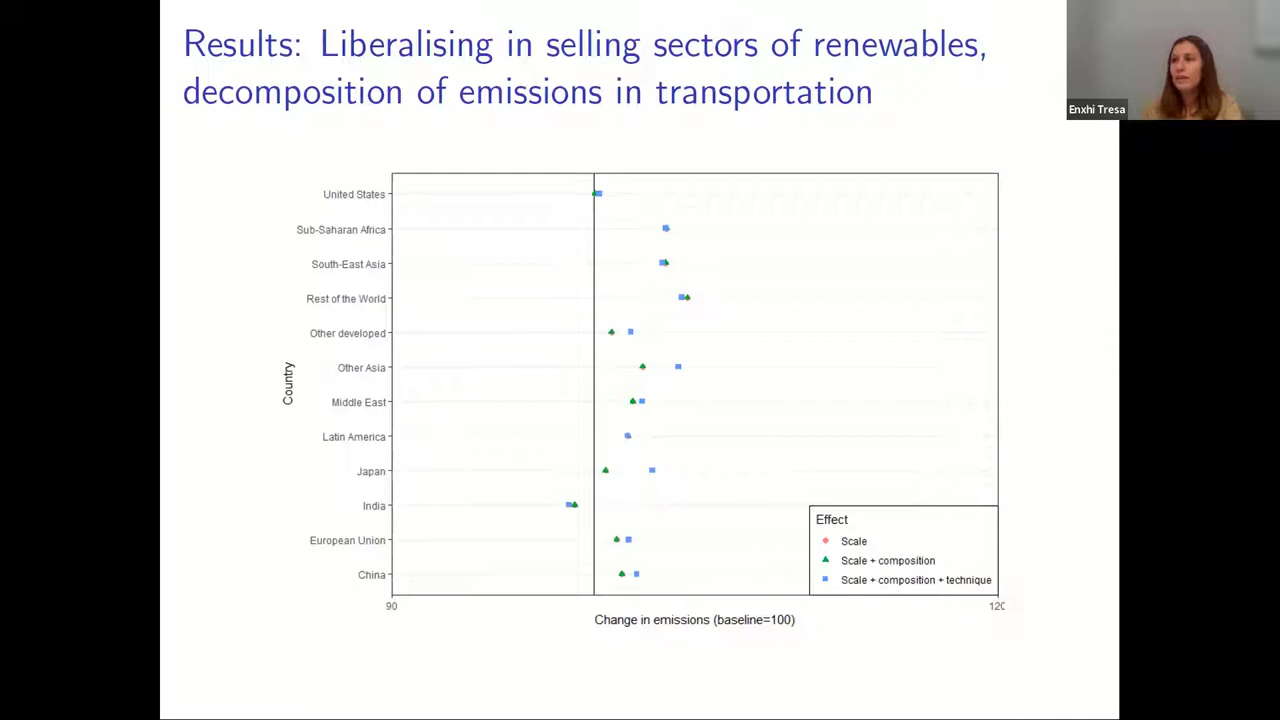 Results: Liberalising in selling sectors of renewables,
decomposition of emissions in transportation
Enxhi Tresa
United States
Sub-Saharan Africa
South-East Asia
Rest of the World
Other developed
Other Asia
Middle East
Latin America
Japan
India
European Union
China
Country
Effect
Scale
Scale + composition
Scale + composition + technique
90
120
Change in emissions (baseline=100)